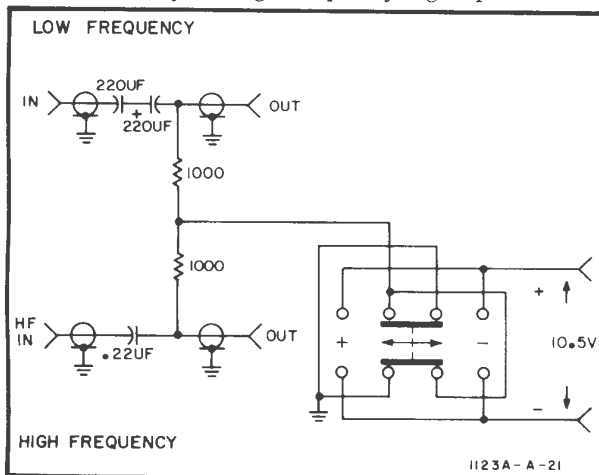 LOW FREQUENCY
220UF
IN
+
220UF
OUT
1000
1000
HF
IN
.22UF
OUT
+
-
+
10.5V
-
HIGH FREQUENCY
1123A-A-21